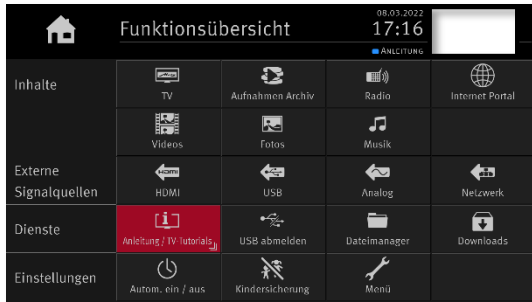 Funktionsübersicht
08.03.2022
17:16
ANLEITUNG
Inhalte
TV
Aufnahmen Archiv
Radio
Internet Portal
Videos
Fotos
Musik
Externe
Signalquellen
HDMI
HDMI
USB
Analog
Netzwerk
Dienste
Anleitung / TV-Tutorials
USB abmelden
Dateimanager
Downloads
Einstellungen
Autom. ein / aus
Kindersicherung
Menü